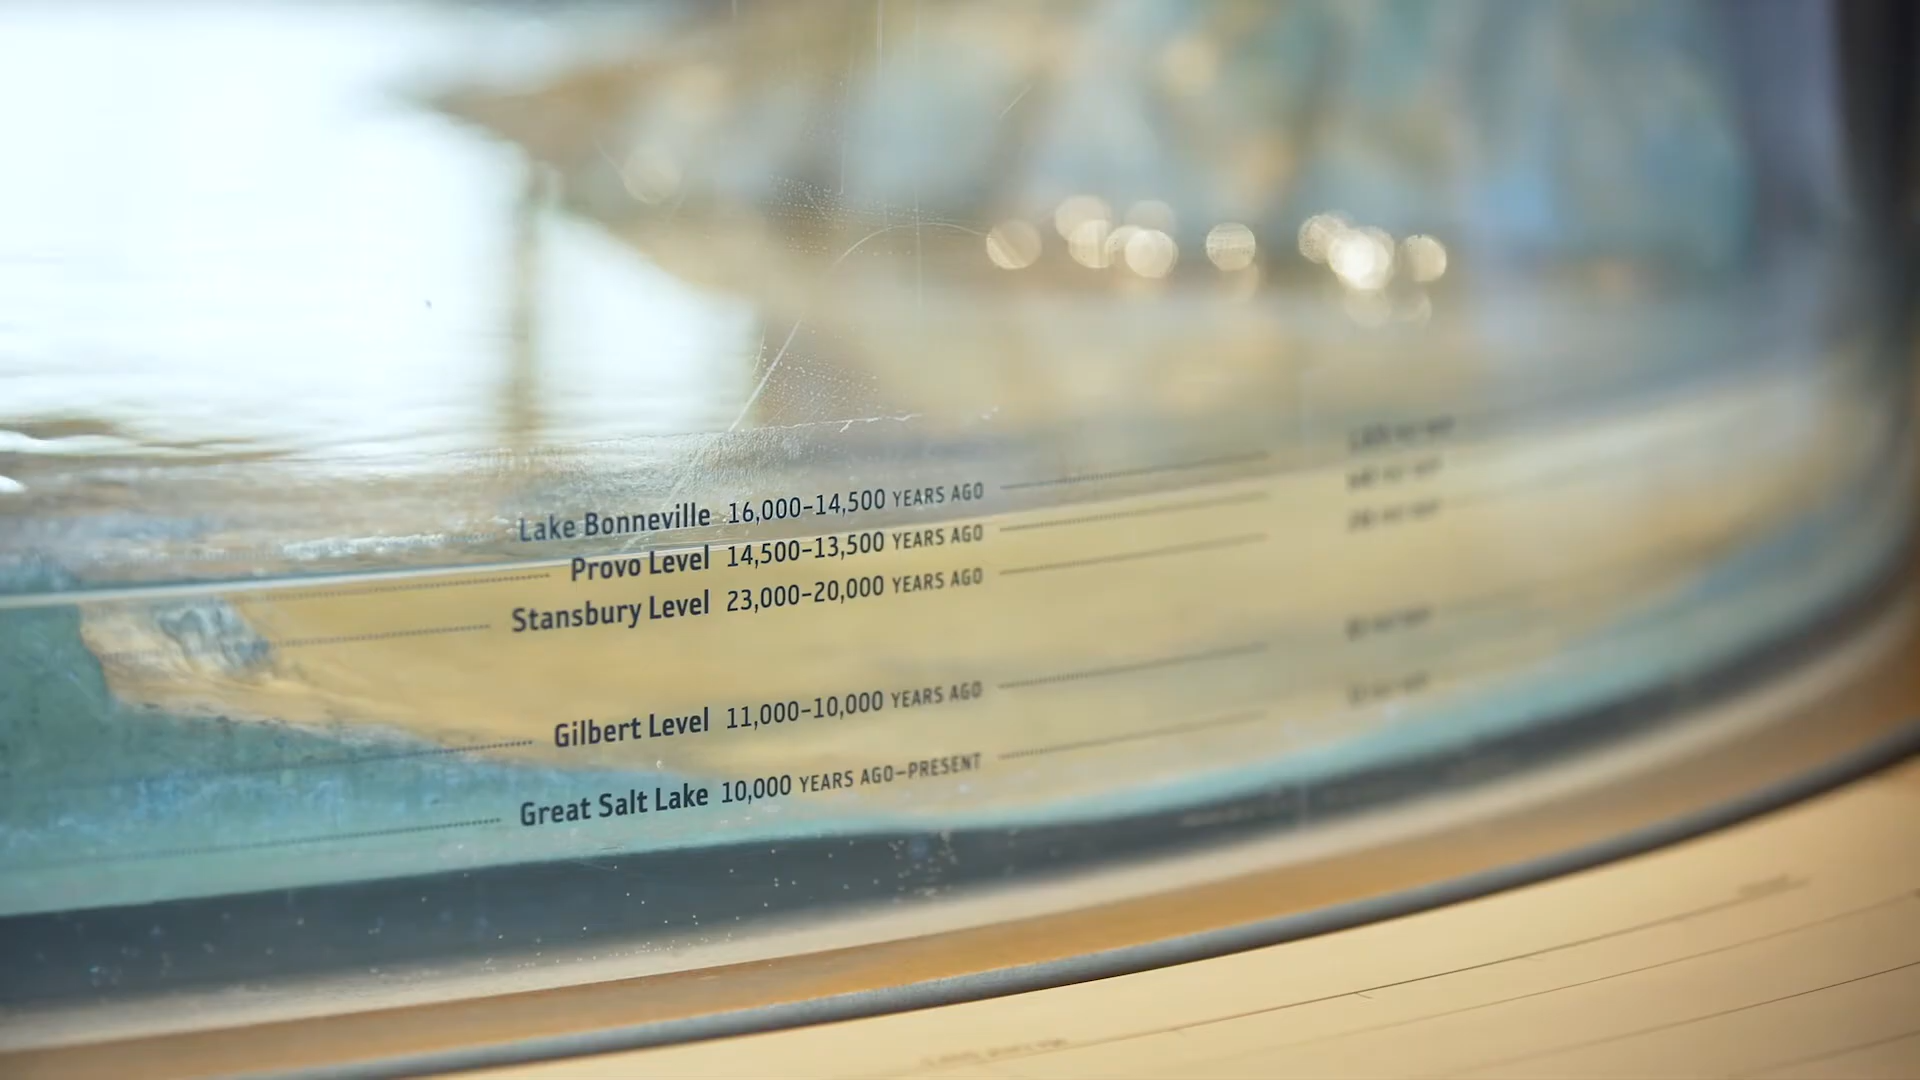 Lake Bonneville 16,000–14,500 YEARS AGO
Provo Level 14,500–13,500 YEARS AGO
Stansbury Level 23,000–20,000 YEARS AGO
Gilbert Level 11,000–10,000 YEARS AGO
Great Salt Lake 10,000 YEARS AGO–PRESENT